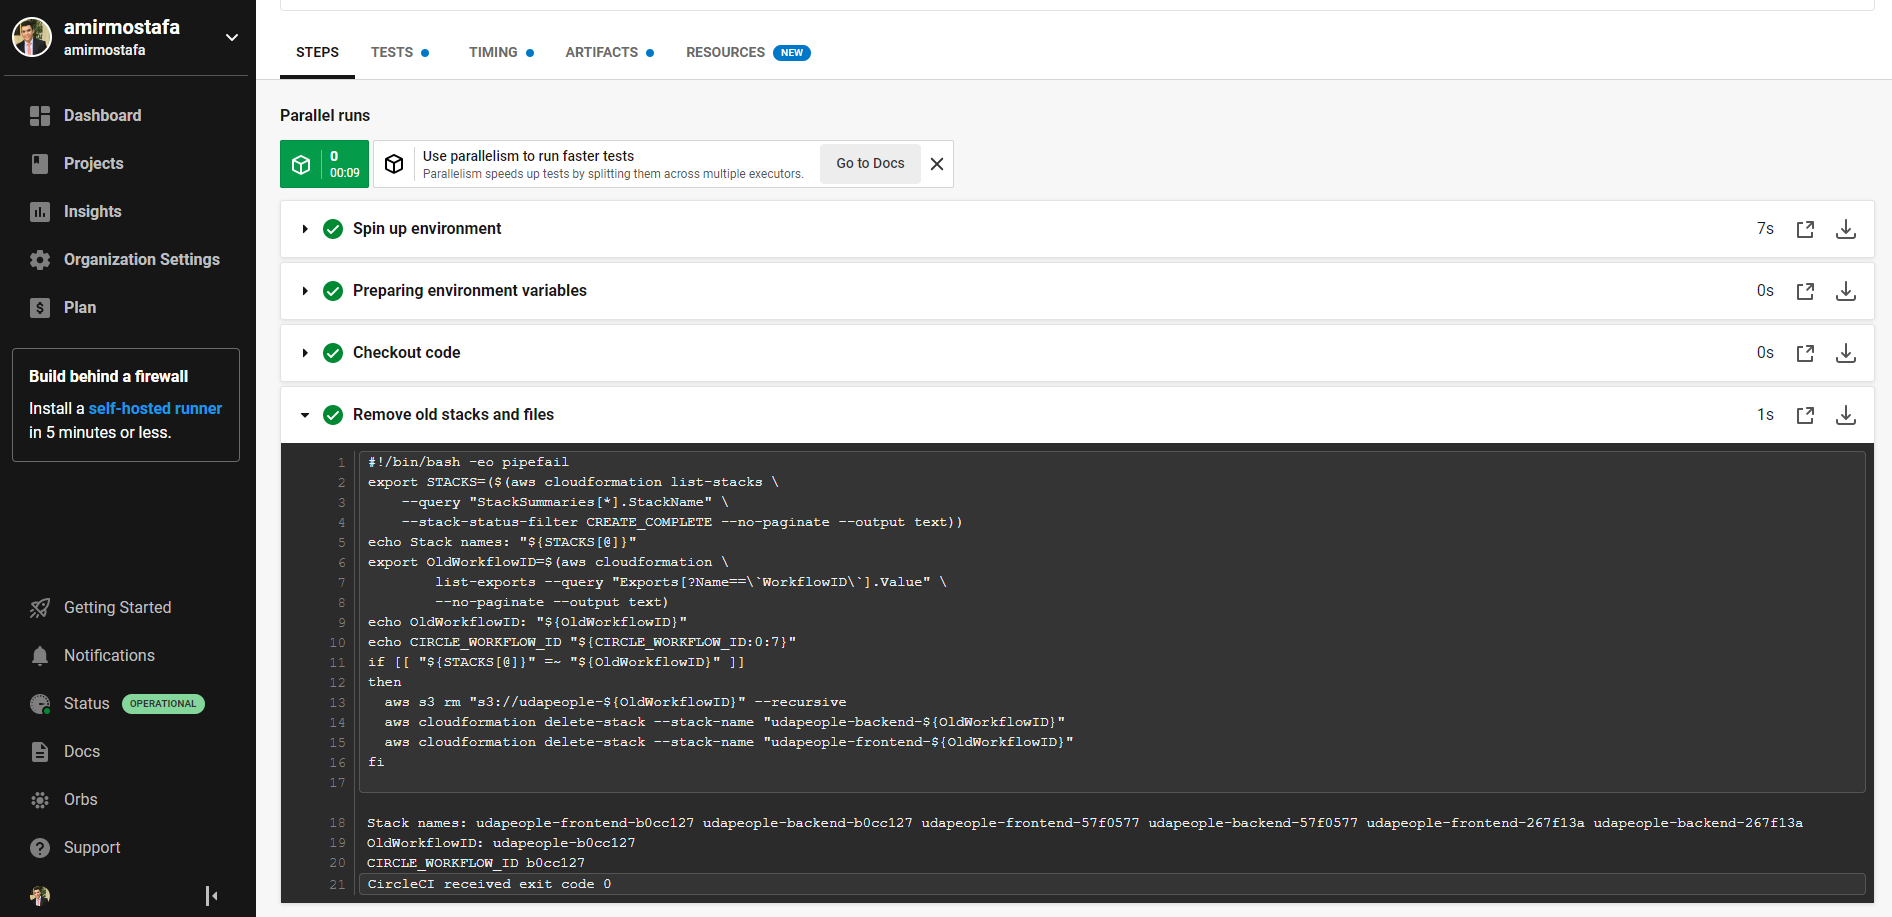 amirmostafa
amirmostafa
Dashboard
Projects
Insights
Organization Settings
Plan
Build behind a firewall
Install a self-hosted runner
in 5 minutes or less.
Getting Started
Notifications
Status OPERATIONAL
Docs
Orbs
Support
STEPS TESTS TIMING ARTIFACTS RESOURCES NEW
Parallel runs
0
00:09
Use parallelism to run faster tests
Parallelism speeds up tests by splitting them across multiple executors.
Go to Docs
Spin up environment 7s
Preparing environment variables 0s
Checkout code 0s
Remove old stacks and files 1s
1 #!/bin/bash -eo pipefail
2 export STACKS=($(aws cloudformation list-stacks \
3     --query "StackSummaries[*].StackName" \
4     --stack-status-filter CREATE_COMPLETE --no-paginate --output text))
5 echo Stack names: "${STACKS[@]}"
6 export OldWorkflowID=$(aws cloudformation \
7         list-exports --query "Exports[?Name==\`WorkflowID\`].Value" \
8         --no-paginate --output text)
9 echo OldWorkflowID: "${OldWorkflowID}"
10 echo CIRCLE_WORKFLOW_ID "${CIRCLE_WORKFLOW_ID:0:7}"
11 if [[ "${STACKS[@]}" =~ "${OldWorkflowID}" ]]
12 then
13   aws s3 rm "s3://udapeople-${OldWorkflowID}" --recursive
14   aws cloudformation delete-stack --stack-name "udapeople-backend-${OldWorkflowID}"
15   aws cloudformation delete-stack --stack-name "udapeople-frontend-${OldWorkflowID}"
16 fi
17
18 Stack names: udapeople-frontend-b0cc127 udapeople-backend-b0cc127 udapeople-frontend-57f0577 udapeople-backend-57f0577 udapeople-frontend-267f13a udapeople-backend-267f13a
19 OldWorkflowID: udapeople-b0cc127
20 CIRCLE_WORKFLOW_ID b0cc127
21 CircleCI received exit code 0